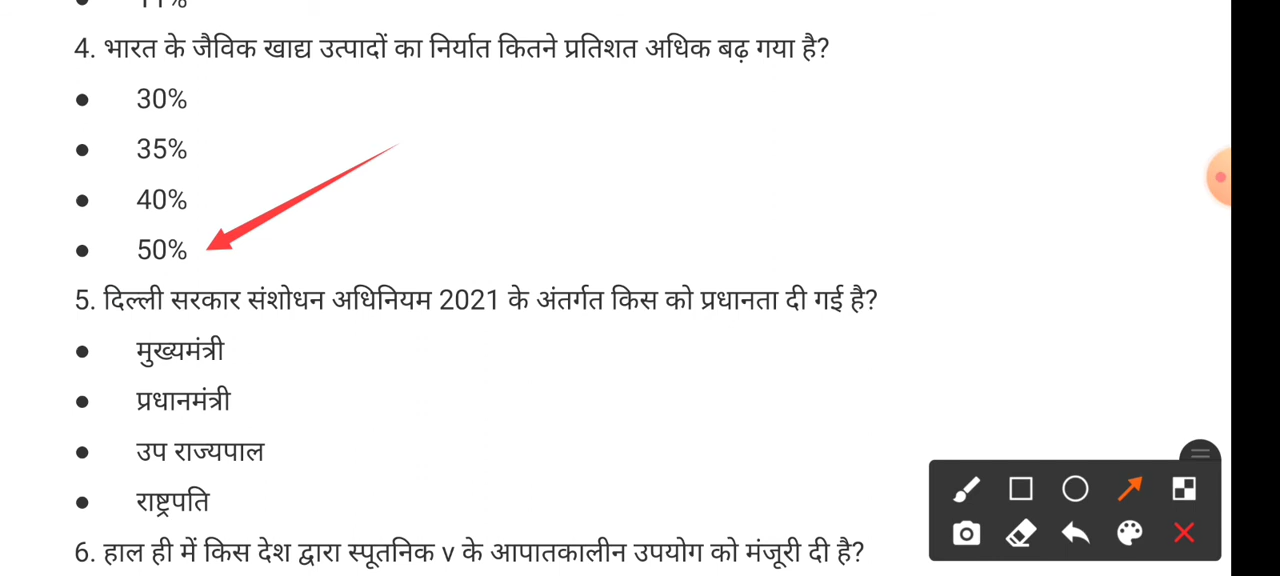 4. भारत के जैविक खाद्य उत्पादों का निर्यात कितने प्रतिशत अधिक बढ़ गया है?
● 30%
● 35%
● 40%
● 50%
5. दिल्ली सरकार संशोधन अधिनियम 2021 के अंतर्गत किस को प्रधानता दी गई है?
● मुख्यमंत्री
● प्रधानमंत्री
● उप राज्यपाल
● राष्ट्रपति
6. हाल ही में किस देश द्वारा स्पूतनिक v के आपातकालीन उपयोग को मंजूरी दी है?